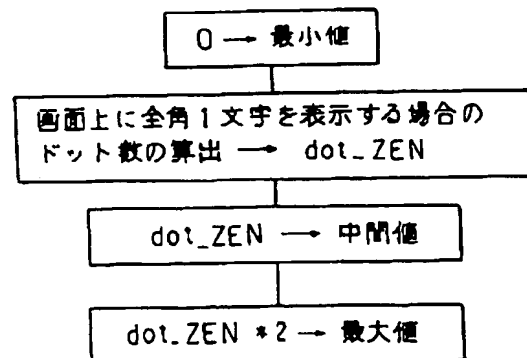 0 → 最小値
画面上に全角1文字を表示する場合の
ドット数の算出 → dot_ZEN
dot_ZEN → 中間値
dot_ZEN *2 → 最大値